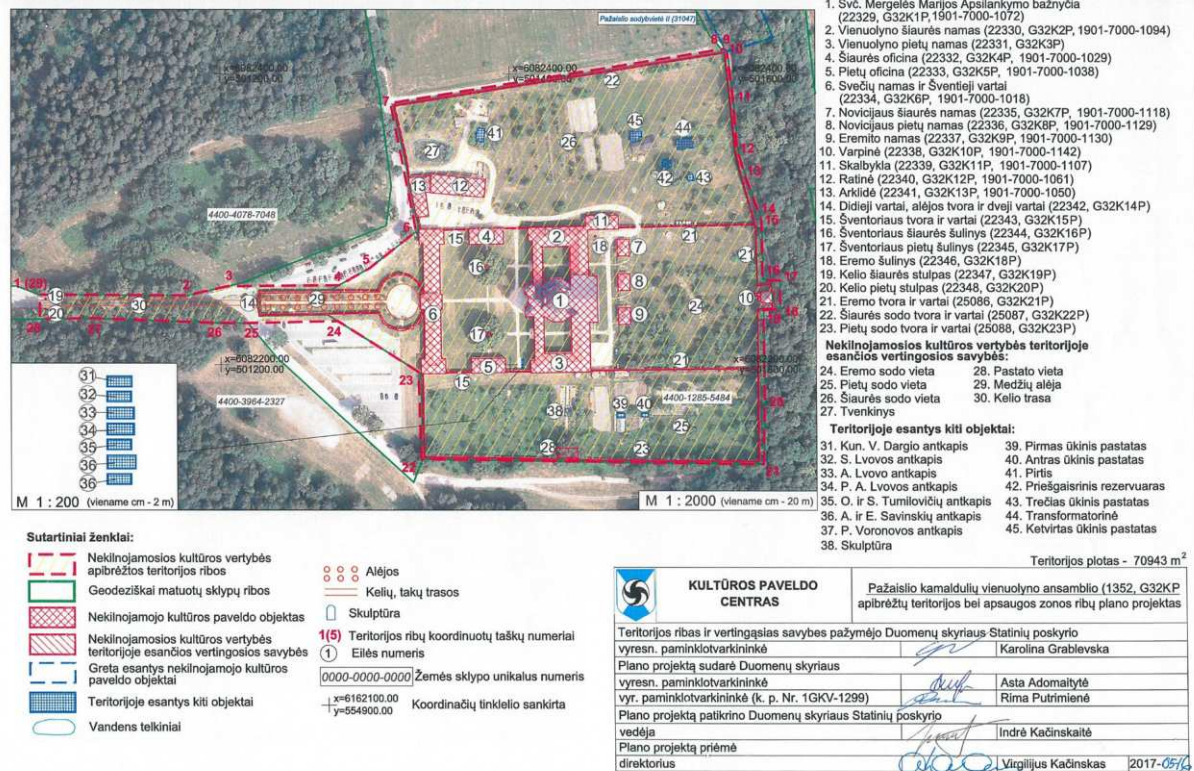 Pažaislio sodybvietė II (31047)
x=6082400.00
y=501200.00
x=6082400.00
y=501400.00
x=6082400.00
y=501600.00
4400-4078-7048
1 (28)
x=6082200.00
y=501200.00
4400-3964-2327
4400-1285-5484
M 1 : 200 (viename cm - 2 m)
M 1 : 2000 (viename cm - 20 m)
1. Švč. Mergelės Marijos Apsilankymo bažnyčia
(22329, G32K1P, 1901-7000-1072)
2. Vienuolyno šiaurės namas (22330, G32K2P, 1901-7000-1094)
3. Vienuolyno pietų namas (22331, G32K3P)
4. Šiaurės oficina (22332, G32K4P, 1901-7000-1029)
5. Pietų oficina (22333, G32K5P, 1901-7000-1038)
6. Svečių namas ir Šventieji vartai
(22334, G32K6P, 1901-7000-1018)
7. Novicijaus šiaurės namas (22335, G32K7P, 1901-7000-1118)
8. Novicijaus pietų namas (22336, G32K8P, 1901-7000-1129)
9. Eremito namas (22337, G32K9P, 1901-7000-1130)
10. Varpinė (22338, G32K10P, 1901-7000-1142)
11. Skalbykla (22339, G32K11P, 1901-7000-1107)
12. Ratinė (22340, G32K12P, 1901-7000-1061)
13. Arklidė (22341, G32K13P, 1901-7000-1050)
14. Didieji vartai, alėjos tvora ir dveji vartai (22342, G32K14P)
15. Šventoriaus tvora ir vartai (22343, G32K15P)
16. Šventoriaus šiaurės šulinys (22344, G32K16P)
17. Šventoriaus pietų šulinys (22345, G32K17P)
18. Eremo šulinys (22346, G32K18P)
19. Kelio šiaurės stulpas (22347, G32K19P)
20. Kelio pietų stulpas (22348, G32K20P)
21. Eremo tvora ir vartai (25086, G32K21P)
22. Šiaurės sodo tvora ir vartai (25087, G32K22P)
23. Pietų sodo tvora ir vartai (25088, G32K23P)
Nekilnojamosios kultūros vertybės teritorijoje
esančios vertingosios savybės:
24. Eremo sodo vieta
25. Pietų sodo vieta
26. Šiaurės sodo vieta
27. Tvenkinys
28. Pastato vieta
29. Medžių alėja
30. Kelio trasa
Teritorijoje esantys kiti objektai:
31. Kun. V. Dargio antkapis
32. S. Lvovos antkapis
33. A. Lvovo antkapis
34. P. A. Lvovos antkapis
35. O. ir S. Tumilovičių antkapis
36. A. ir E. Savinskių antkapis
37. P. Voronovos antkapis
38. Skulptūra
39. Pirmas ūkinis pastatas
40. Antras ūkinis pastatas
41. Pirtis
42. Priešgaisrinis rezervuaras
43. Trečias ūkinis pastatas
44. Transformatorinė
45. Ketvirtas ūkinis pastatas
Teritorijos plotas - 70943 m²
Sutartiniai ženklai:
Nekilnojamosios kultūros vertybės
apibrėžtos teritorijos ribos
Geodeziškai matuotų sklypų ribos
Nekilnojamojo kultūros paveldo objektas
Nekilnojamosios kultūros vertybės
teritorijoje esančios vertingosios savybės
Greta esantys nekilnojamojo kultūros
paveldo objektai
Teritorijoje esantys kiti objektai
Vandens telkiniai
Alėjos
Kelių, takų trasos
Skulptūra
1(5) Teritorijos ribų koordinuotų taškų numeriai
1 Eilės numeris
0000-0000-0000 Žemės sklypo unikalus numeris
x=6162100.00
y=554900.00
Koordinačių tinklelio sankirta
KULTŪROS PAVELDO
CENTRAS
Pažaislio kamaldulių vienuolyno ansamblio (1352, G32KP
apibrėžtų teritorijos bei apsaugos zonos ribų plano projektas
Teritorijos ribas ir vertingąsias savybes pažymėjo Duomenų skyriaus Statinių poskyrio
vyresn. paminklotvarkininkė Karolina Grablevska
Plano projektą sudarė Duomenų skyriaus
vyresn. paminklotvarkininkė Asta Adomaitytė
vyr. paminklotvarkininkė (k. p. Nr. 1GKV-1299) Rima Putrimienė
Plano projektą patikrino Duomenų skyriaus Statinių poskyrio
vedėja Indrė Kačinskaitė
Plano projektą priėmė
direktorius Virgilijus Kačinskas 2017-05-16